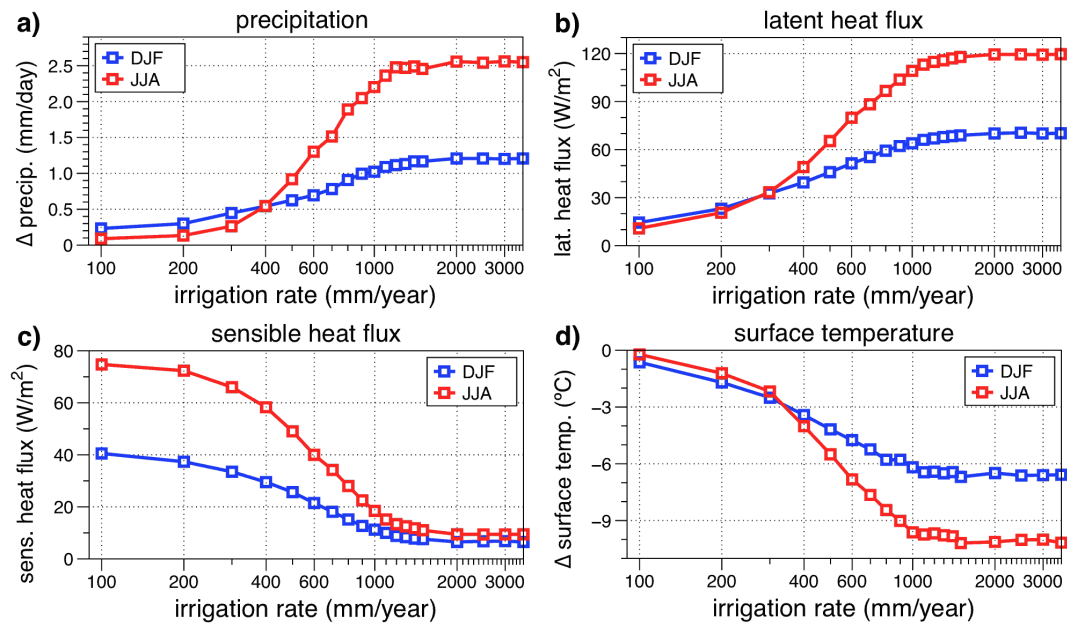 a) precipitation
Δ precip. (mm/day)
DJF
JJA
2.5
2.0
1.5
1.0
0.5
0
100 200 400 600 1000 2000 3000
irrigation rate (mm/year)
b) latent heat flux
lat. heat flux (W/m²)
DJF
JJA
120
90
60
30
0
100 200 400 600 1000 2000 3000
irrigation rate (mm/year)
c) sensible heat flux
sens. heat flux (W/m²)
DJF
JJA
80
60
40
20
0
100 200 400 600 1000 2000 3000
irrigation rate (mm/year)
d) surface temperature
Δ surface temp. (ºC)
DJF
JJA
0
−3
−6
−9
100 200 400 600 1000 2000 3000
irrigation rate (mm/year)